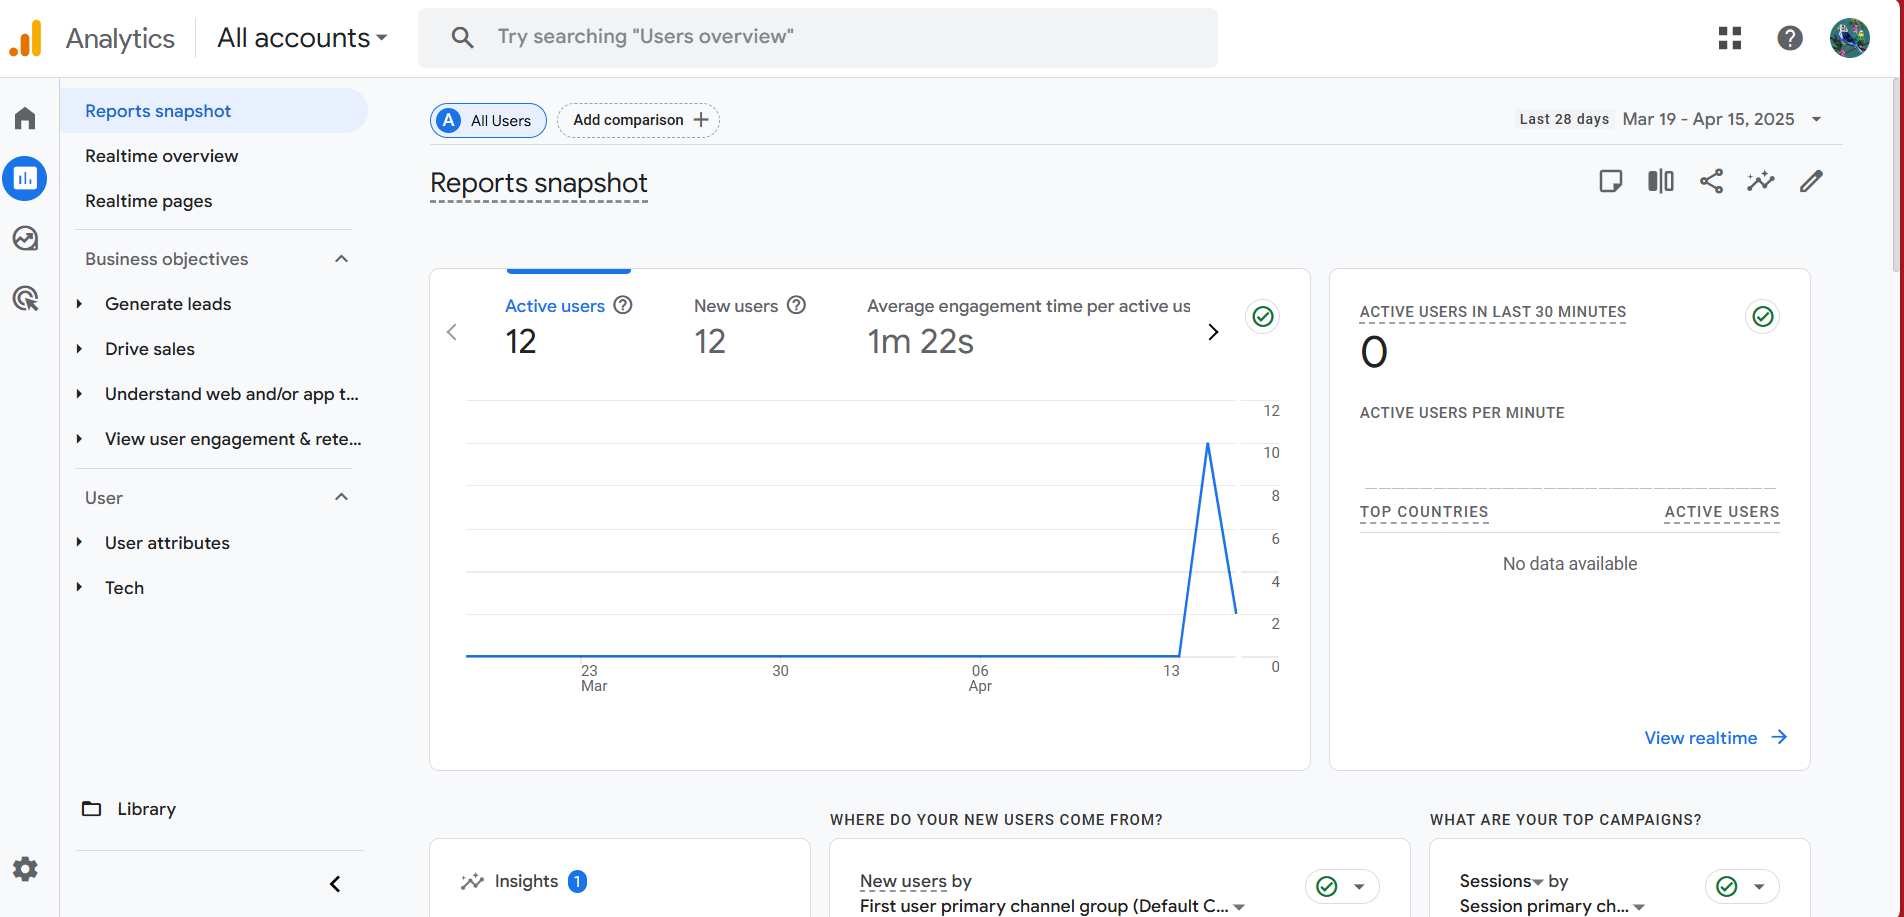 Analytics
All accounts
Try searching "Users overview"
Reports snapshot
Realtime overview
Realtime pages
Business objectives
Generate leads
Drive sales
Understand web and/or app t...
View user engagement & rete...
User
User attributes
Tech
Library
A All Users
Add comparison
Last 28 days Mar 19 - Apr 15, 2025
Reports snapshot
Active users
12
New users
12
Average engagement time per active us
1m 22s
12
10
8
6
4
2
0
23
Mar
30
06
Apr
13
ACTIVE USERS IN LAST 30 MINUTES
0
ACTIVE USERS PER MINUTE
TOP COUNTRIES ACTIVE USERS
No data available
View realtime
Insights 1
WHERE DO YOUR NEW USERS COME FROM?
New users by
First user primary channel group (Default C...
WHAT ARE YOUR TOP CAMPAIGNS?
Sessions by
Session primary ch...